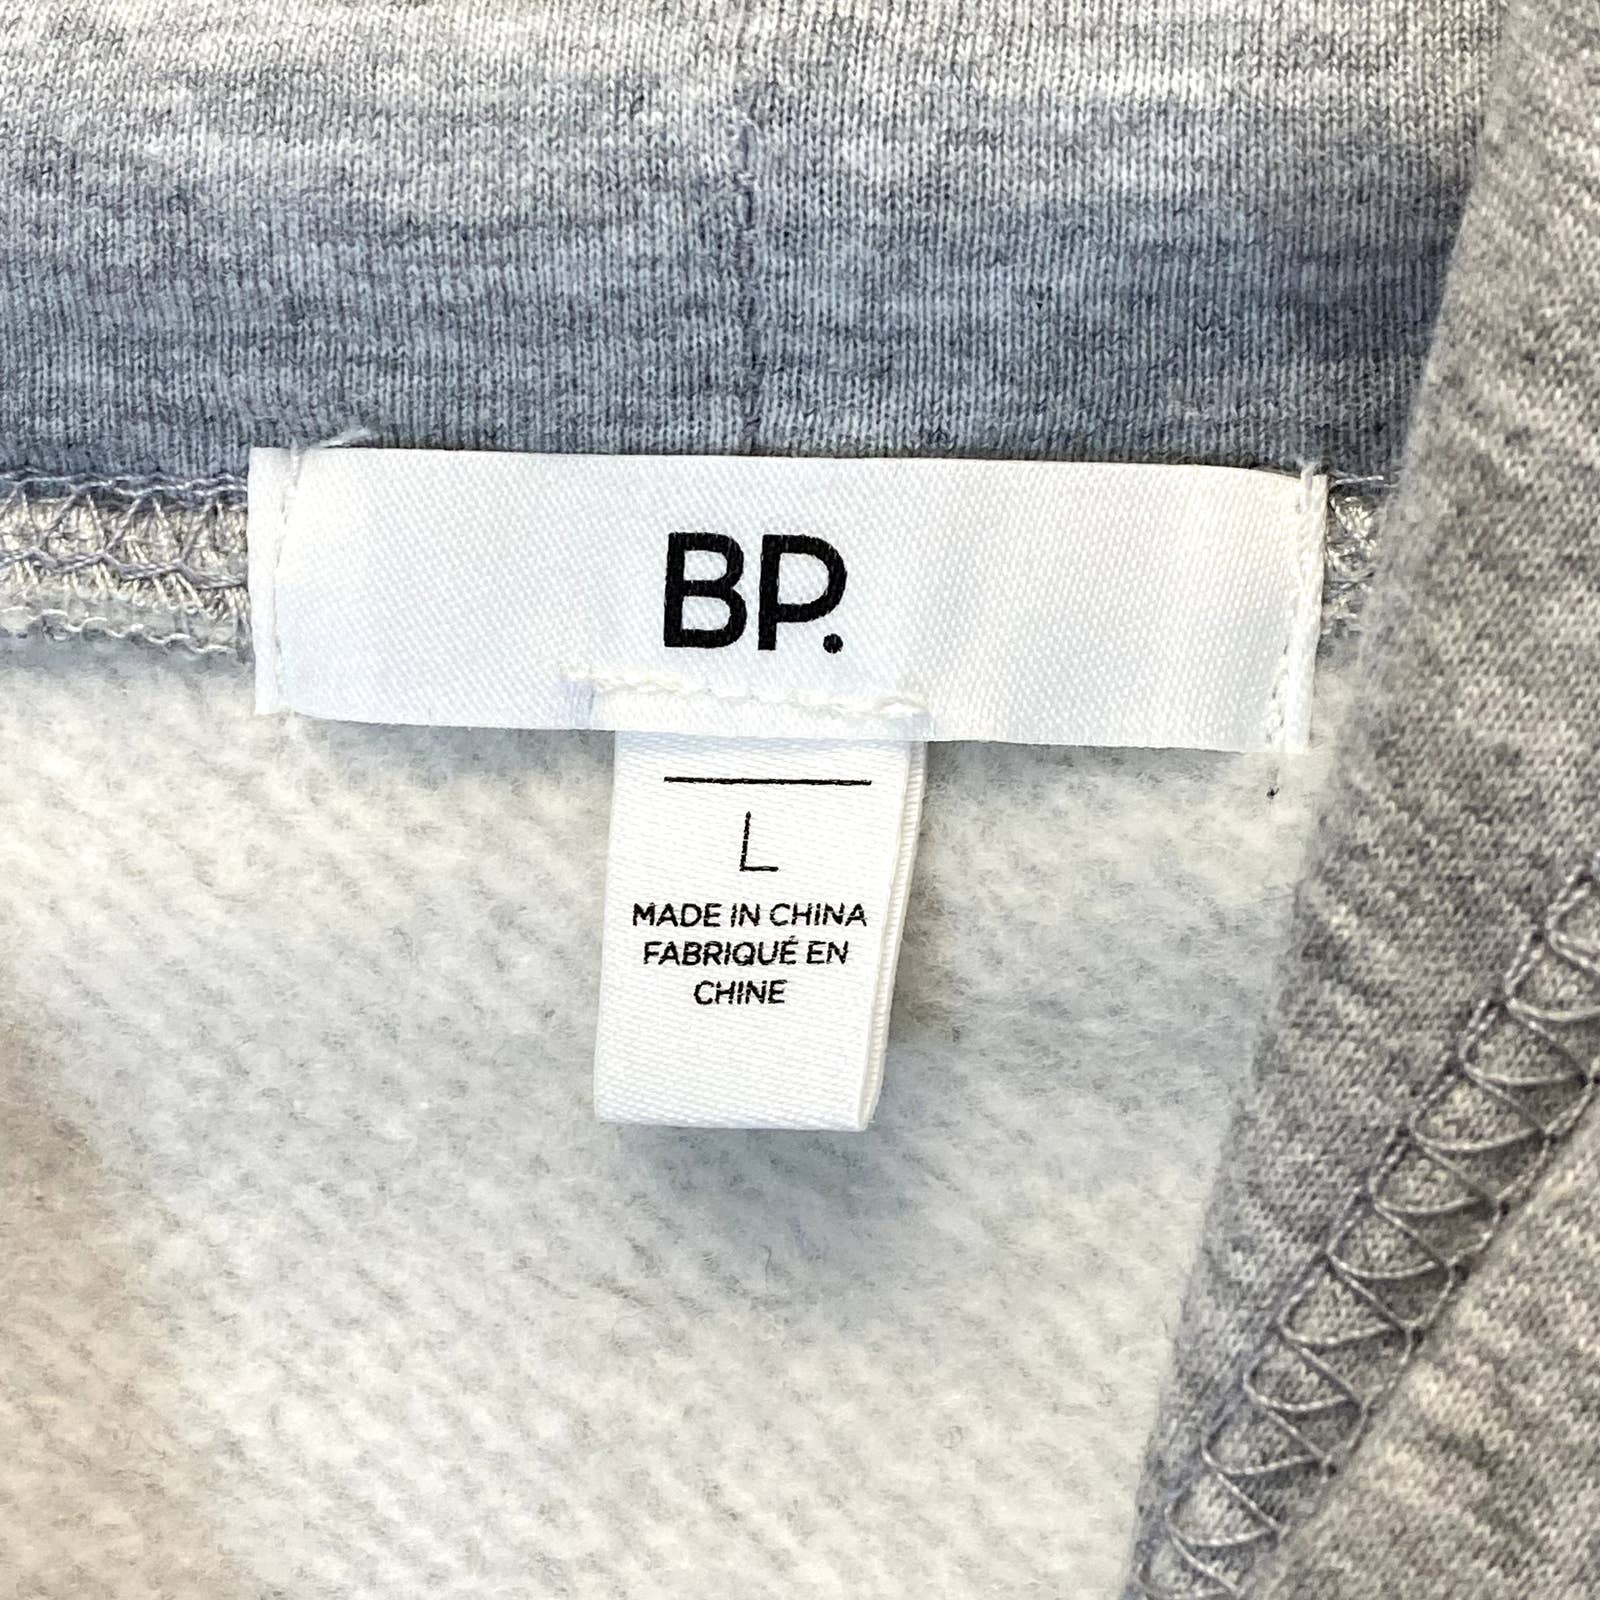 BP.
L
MADE IN CHINA
FABRIQUÉ EN
CHINE